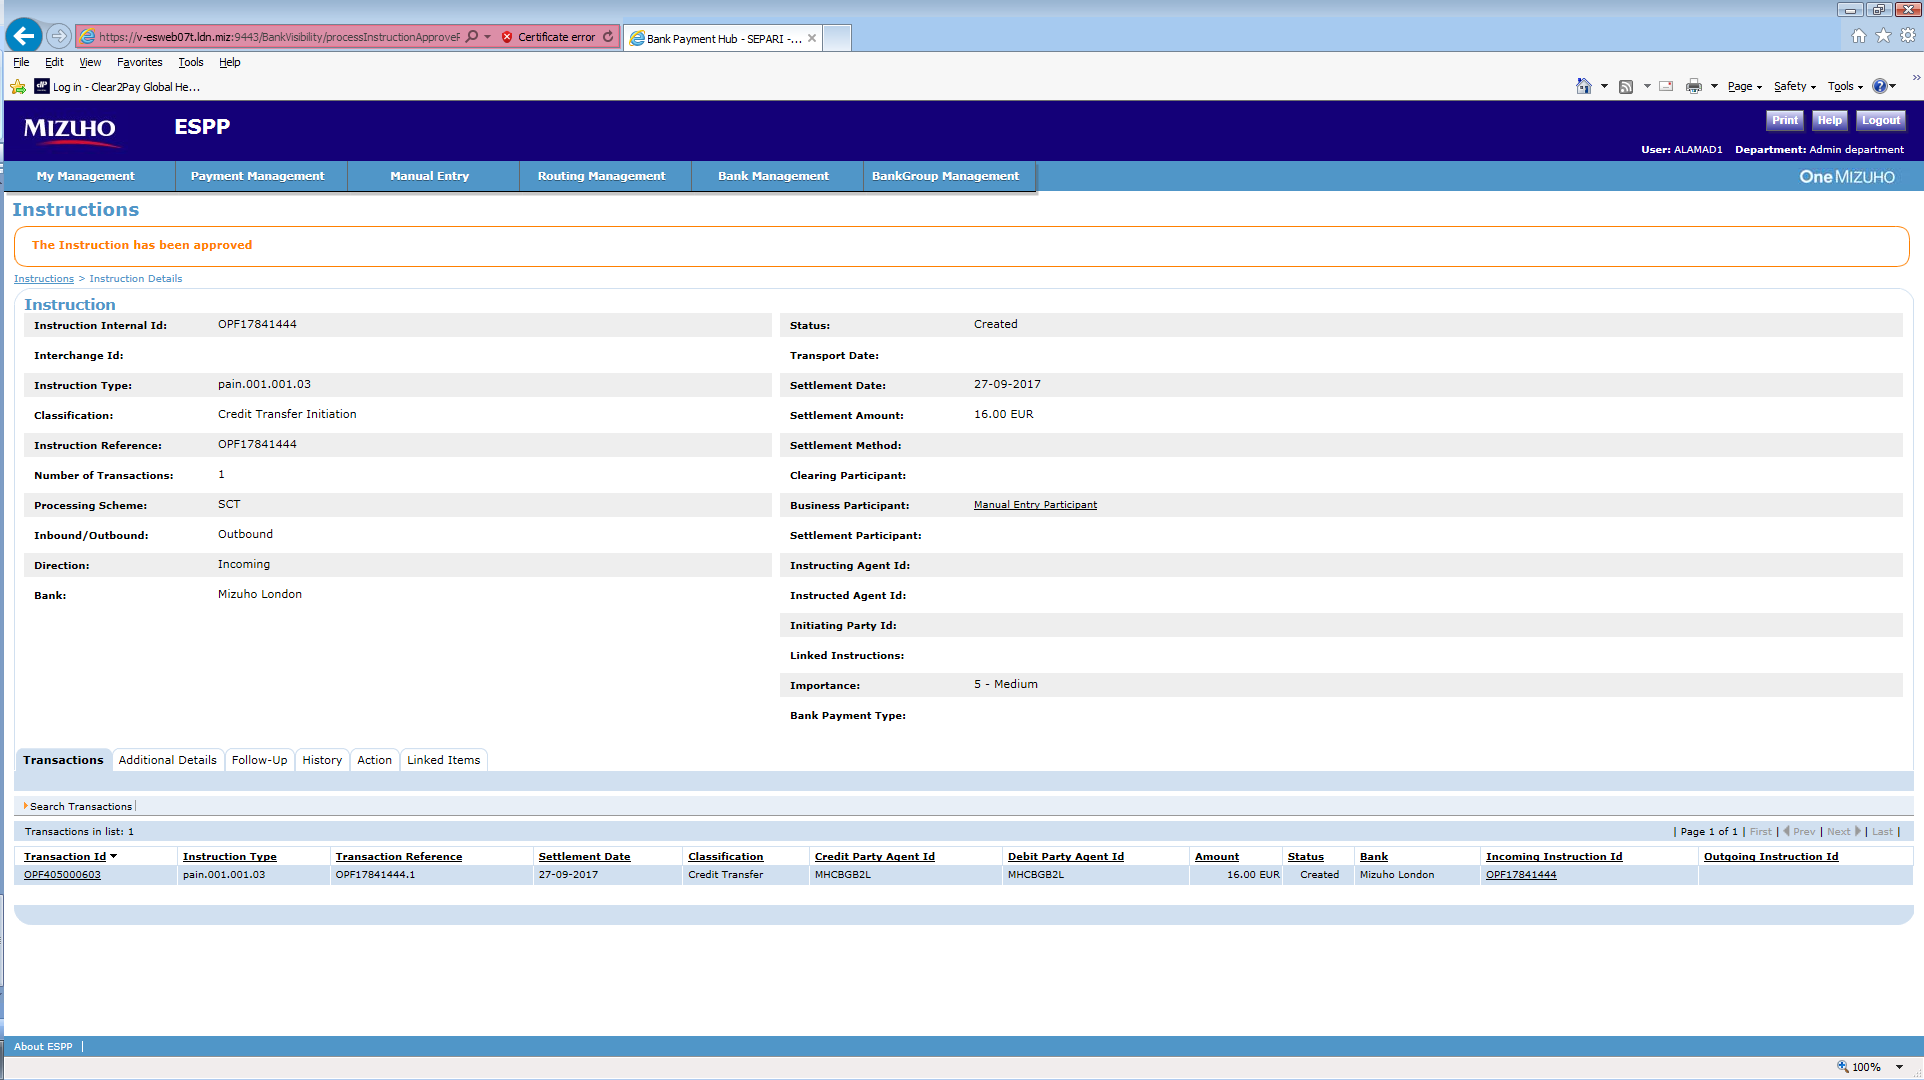 https://v-esweb07t.ldn.miz:9443/BankVisibility/processInstructionApproveF Certificate error Bank Payment Hub - SEPARI -...
File Edit View Favorites Tools Help
Log in - Clear2Pay Global He... Page Safety Tools
MIZUHO ESPP Print Help Logout
User: ALAMAD1 Department: Admin department
My Management Payment Management Manual Entry Routing Management Bank Management BankGroup Management One MIZUHO
Instructions
The Instruction has been approved
Instructions > Instruction Details
Instruction
Instruction Internal Id: OPF17841444 Status: Created
Interchange Id: Transport Date:
Instruction Type: pain.001.001.03 Settlement Date: 27-09-2017
Classification: Credit Transfer Initiation Settlement Amount: 16.00 EUR
Instruction Reference: OPF17841444 Settlement Method:
Number of Transactions: 1 Clearing Participant:
Processing Scheme: SCT Business Participant: Manual Entry Participant
Inbound/Outbound: Outbound Settlement Participant:
Direction: Incoming Instructing Agent Id:
Bank: Mizuho London Instructed Agent Id:
Initiating Party Id:
Linked Instructions:
Importance: 5 - Medium
Bank Payment Type:
Transactions Additional Details Follow-Up History Action Linked Items
Search Transactions
Transactions in list: 1 | Page 1 of 1 | First | Prev | Next | Last |
Transaction Id Instruction Type Transaction Reference Settlement Date Classification Credit Party Agent Id Debit Party Agent Id Amount Status Bank Incoming Instruction Id Outgoing Instruction Id
OPF405000603 pain.001.001.03 OPF17841444.1 27-09-2017 Credit Transfer MHCBGB2L MHCBGB2L 16.00 EUR Created Mizuho London OPF17841444
About ESPP |
100%